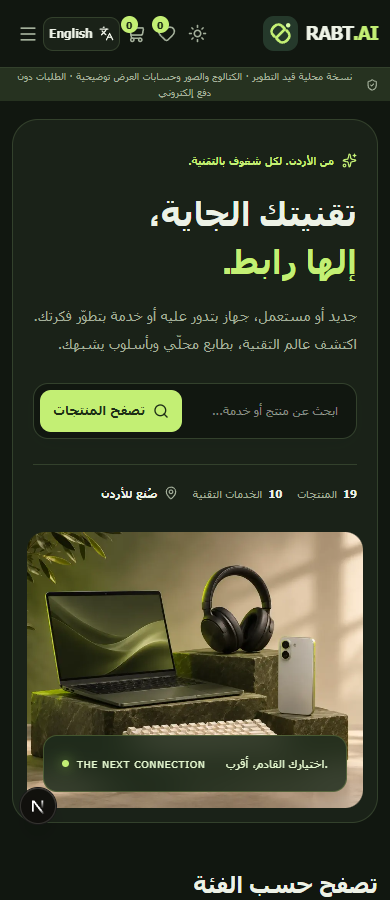 RABT.AI
0
0
English
نسخة محلية قيد التطوير · الكتالوج والصور وحسابات العرض توضيحية · الطلبات دون
دفع إلكتروني
من الأردن. لكل شغوف بالتقنية.
تقنيتك الجاية،
إلها رابط.
جديد أو مستعمل، جهاز بتدور عليه أو خدمة بتطوّر فكرتك.
اكتشف عالم التقنية، بطابع محلّي وبأسلوب يشبهك.
ابحث عن منتج أو خدمة...
تصفح المنتجات
19 المنتجات
10 الخدمات التقنية
صُنع للأردن
THE NEXT CONNECTION
اختيارك القادم، أقرب.
N
تصفح حسب الفئة